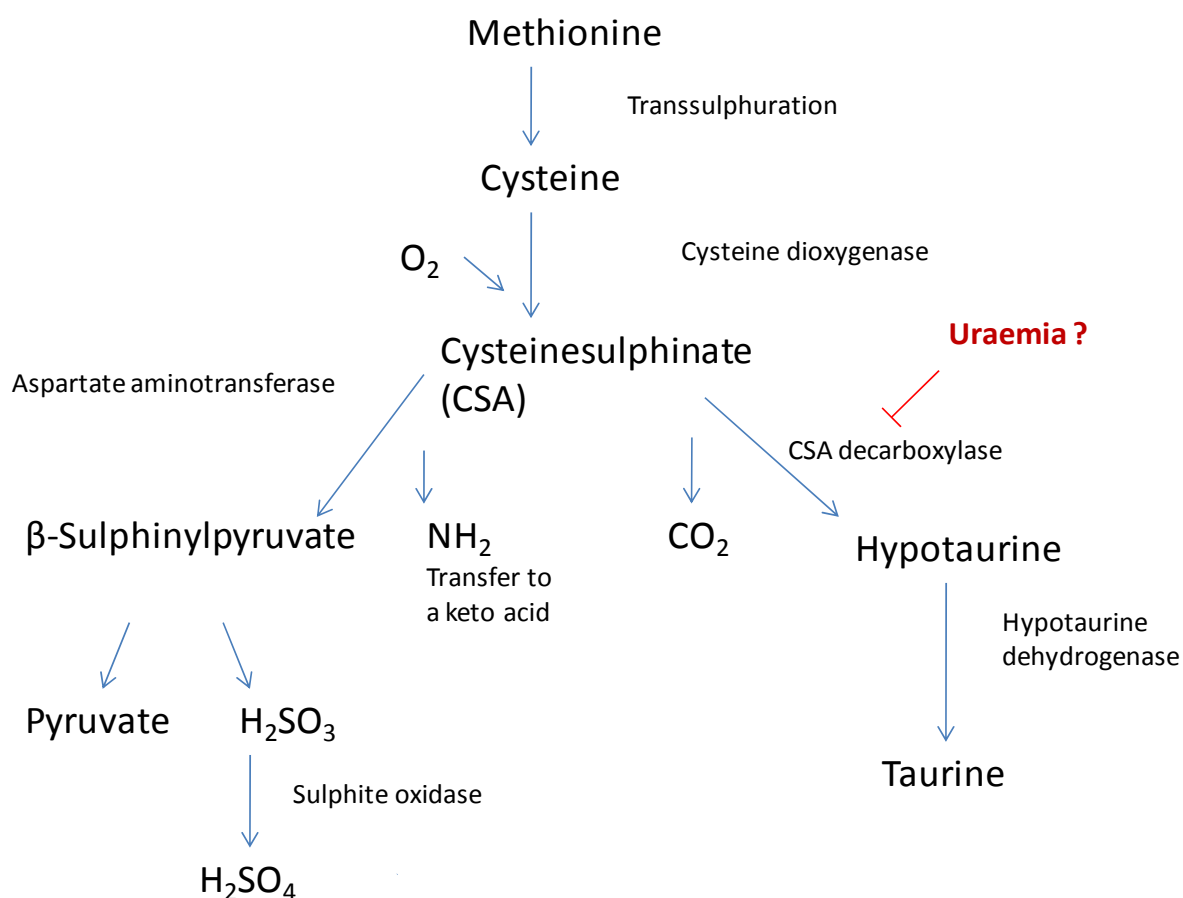 Methionine
Transsulphuration
Cysteine
O₂
Cysteine dioxygenase
Uraemia ?
Cysteinesulphinate
(CSA)
Aspartate aminotransferase
CSA decarboxylase
β-Sulphinylpyruvate
NH₂
Transfer to
a keto acid
CO₂
Hypotaurine
Hypotaurine
dehydrogenase
Pyruvate
H₂SO₃
Taurine
Sulphite oxidase
H₂SO₄